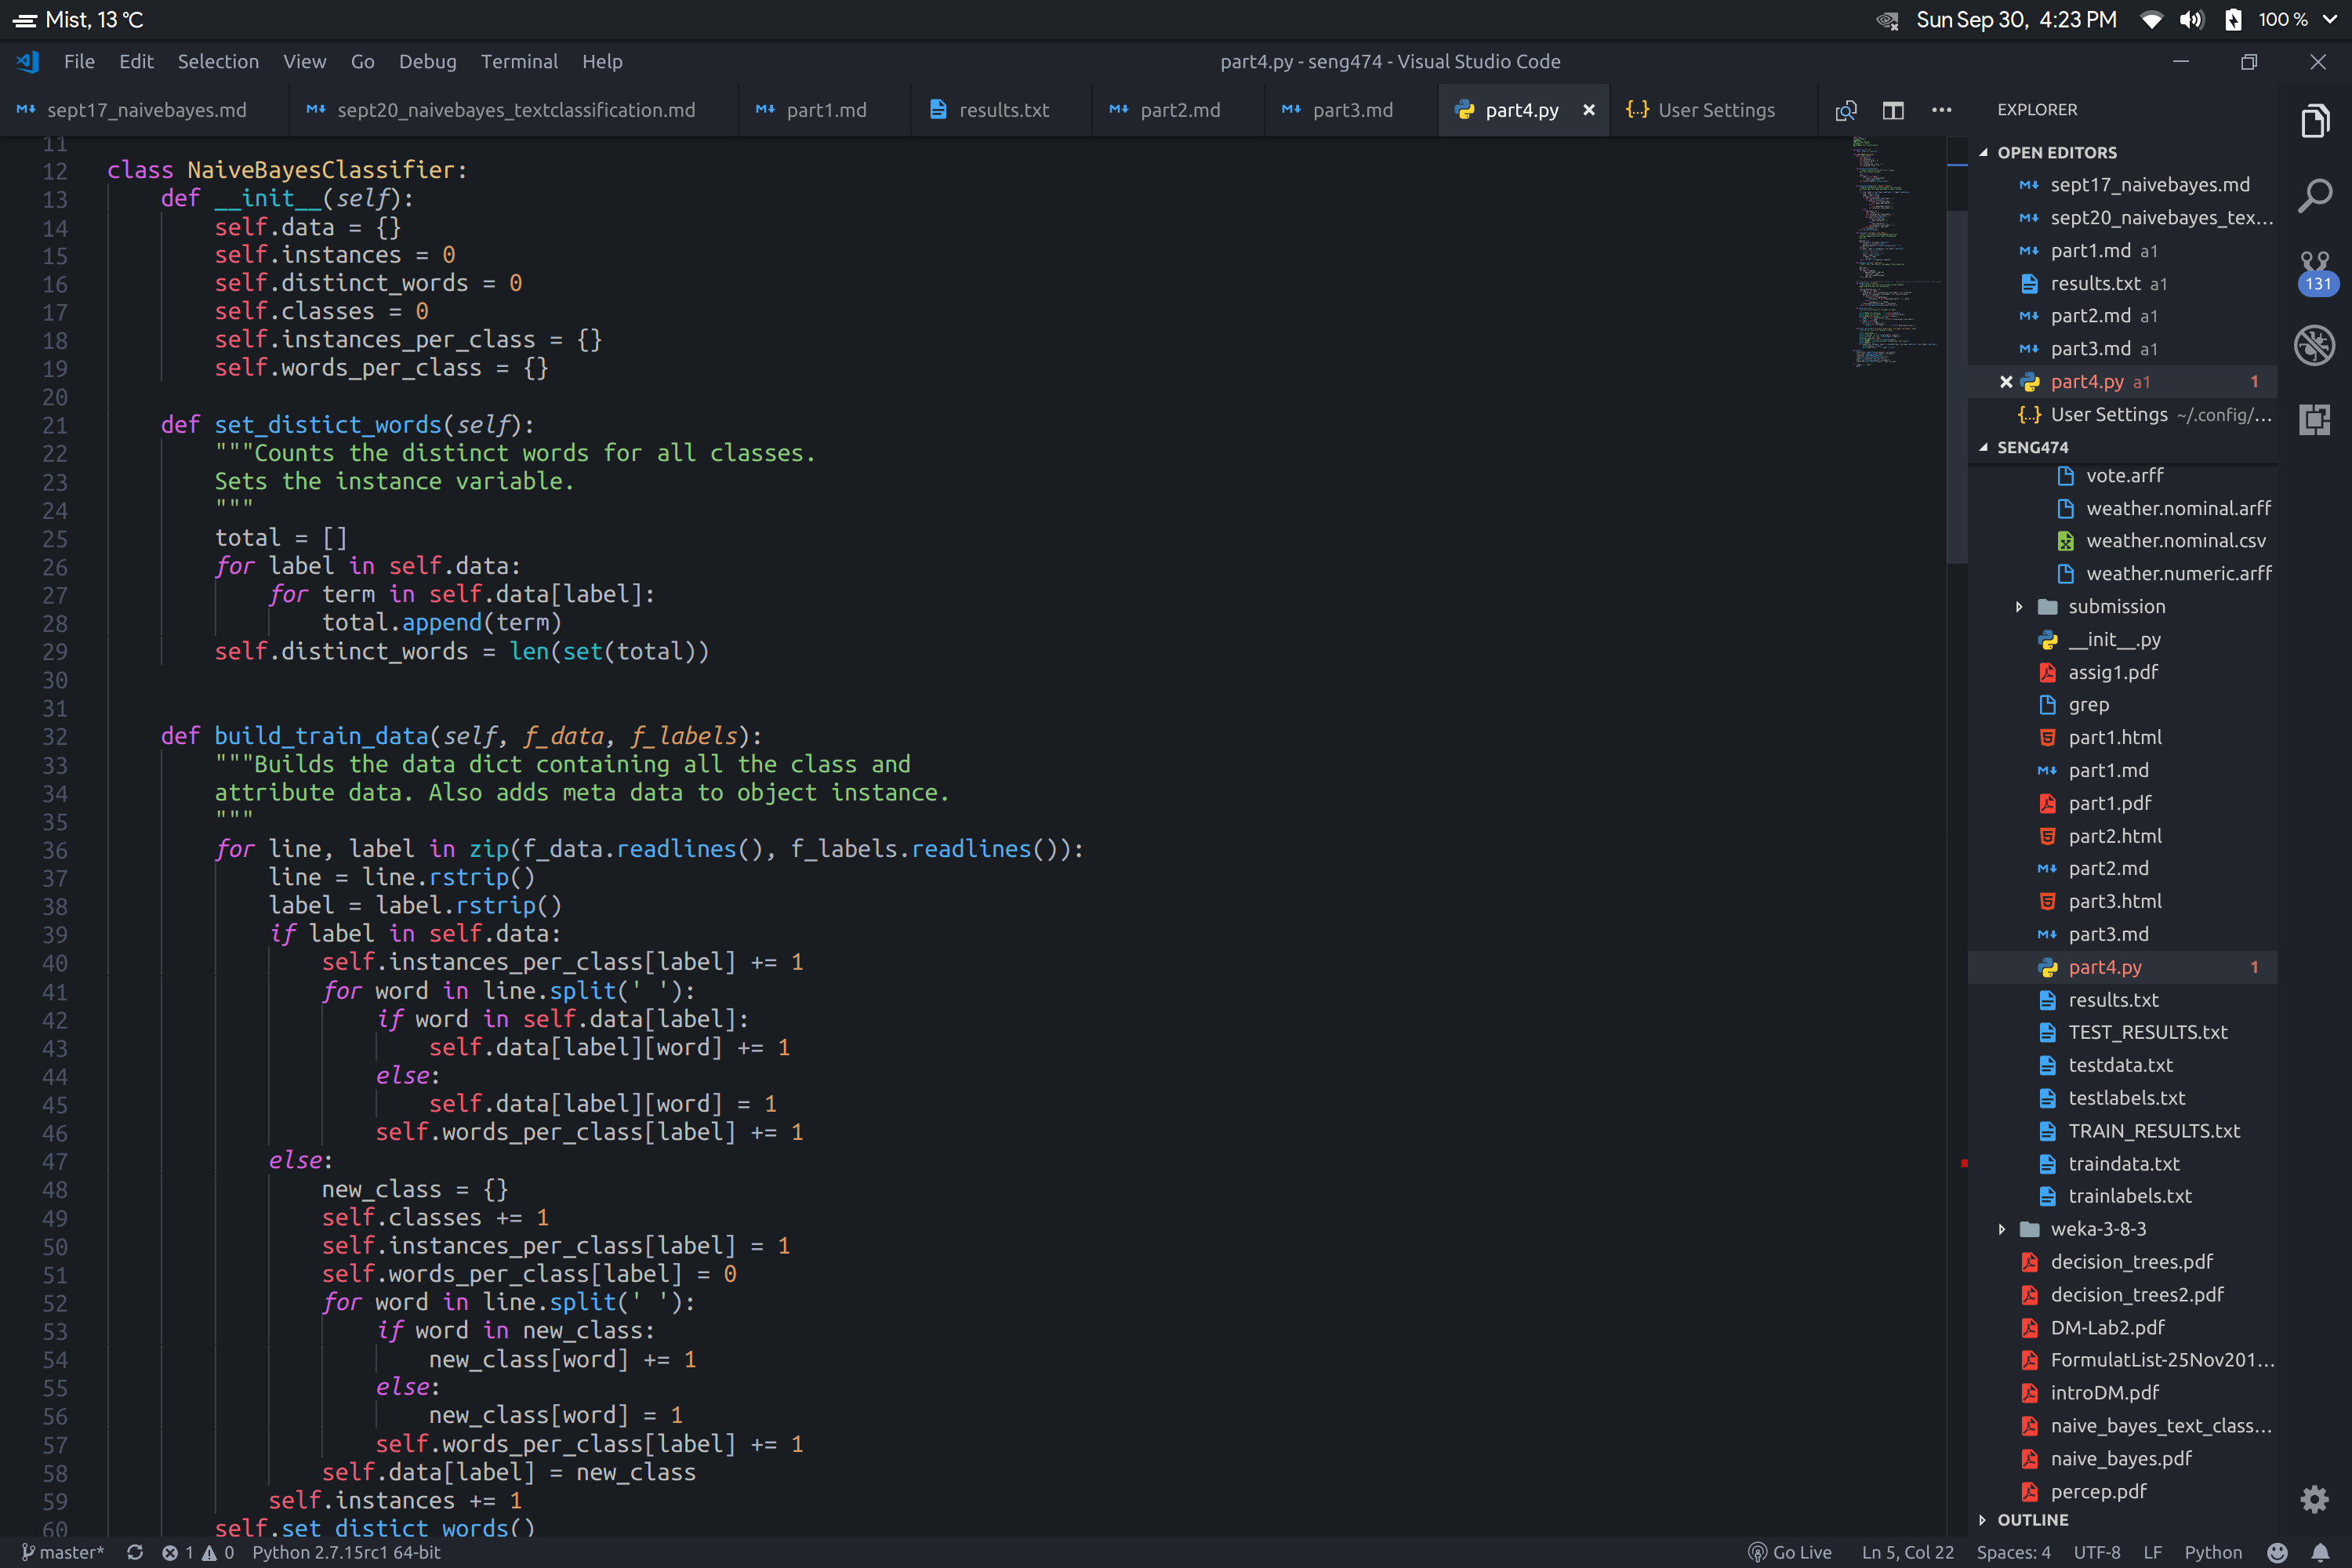 Mist, 13 °C
Sun Sep 30, 4:23 PM
100 %
File Edit Selection View Go Debug Terminal Help
part4.py - seng474 - Visual Studio Code
sept17_naivebayes.md
sept20_naivebayes_textclassification.md
part1.md
results.txt
part2.md
part3.md
part4.py
User Settings
11
12 class NaiveBayesClassifier:
13     def __init__(self):
14         self.data = {}
15         self.instances = 0
16         self.distinct_words = 0
17         self.classes = 0
18         self.instances_per_class = {}
19         self.words_per_class = {}
20
21     def set_distict_words(self):
22         """Counts the distinct words for all classes.
23         Sets the instance variable.
24         """
25         total = []
26         for label in self.data:
27             for term in self.data[label]:
28                 total.append(term)
29         self.distinct_words = len(set(total))
30
31
32     def build_train_data(self, f_data, f_labels):
33         """Builds the data dict containing all the class and
34         attribute data. Also adds meta data to object instance.
35         """
36         for line, label in zip(f_data.readlines(), f_labels.readlines()):
37             line = line.rstrip()
38             label = label.rstrip()
39             if label in self.data:
40                 self.instances_per_class[label] += 1
41                 for word in line.split(' '):
42                     if word in self.data[label]:
43                         self.data[label][word] += 1
44                     else:
45                         self.data[label][word] = 1
46                     self.words_per_class[label] += 1
47             else:
48                 new_class = {}
49                 self.classes += 1
50                 self.instances_per_class[label] = 1
51                 self.words_per_class[label] = 0
52                 for word in line.split(' '):
53                     if word in new_class:
54                         new_class[word] += 1
55                     else:
56                         new_class[word] = 1
57                     self.words_per_class[label] += 1
58                 self.data[label] = new_class
59             self.instances += 1
60         self.set_distict_words()
EXPLORER
OPEN EDITORS
sept17_naivebayes.md
sept20_naivebayes_tex...
part1.md a1
results.txt a1
part2.md a1
part3.md a1
part4.py a1 1
User Settings ~/.config/...
SENG474
vote.arff
weather.nominal.arff
weather.nominal.csv
weather.numeric.arff
submission
__init__.py
assig1.pdf
grep
part1.html
part1.md
part1.pdf
part2.html
part2.md
part3.html
part3.md
part4.py 1
results.txt
TEST_RESULTS.txt
testdata.txt
testlabels.txt
TRAIN_RESULTS.txt
traindata.txt
trainlabels.txt
weka-3-8-3
decision_trees.pdf
decision_trees2.pdf
DM-Lab2.pdf
FormulatList-25Nov201...
introDM.pdf
naive_bayes_text_class...
naive_bayes.pdf
percep.pdf
OUTLINE
131
master* 1 0 Python 2.7.15rc1 64-bit
Go Live Ln 5, Col 22 Spaces: 4 UTF-8 LF Python